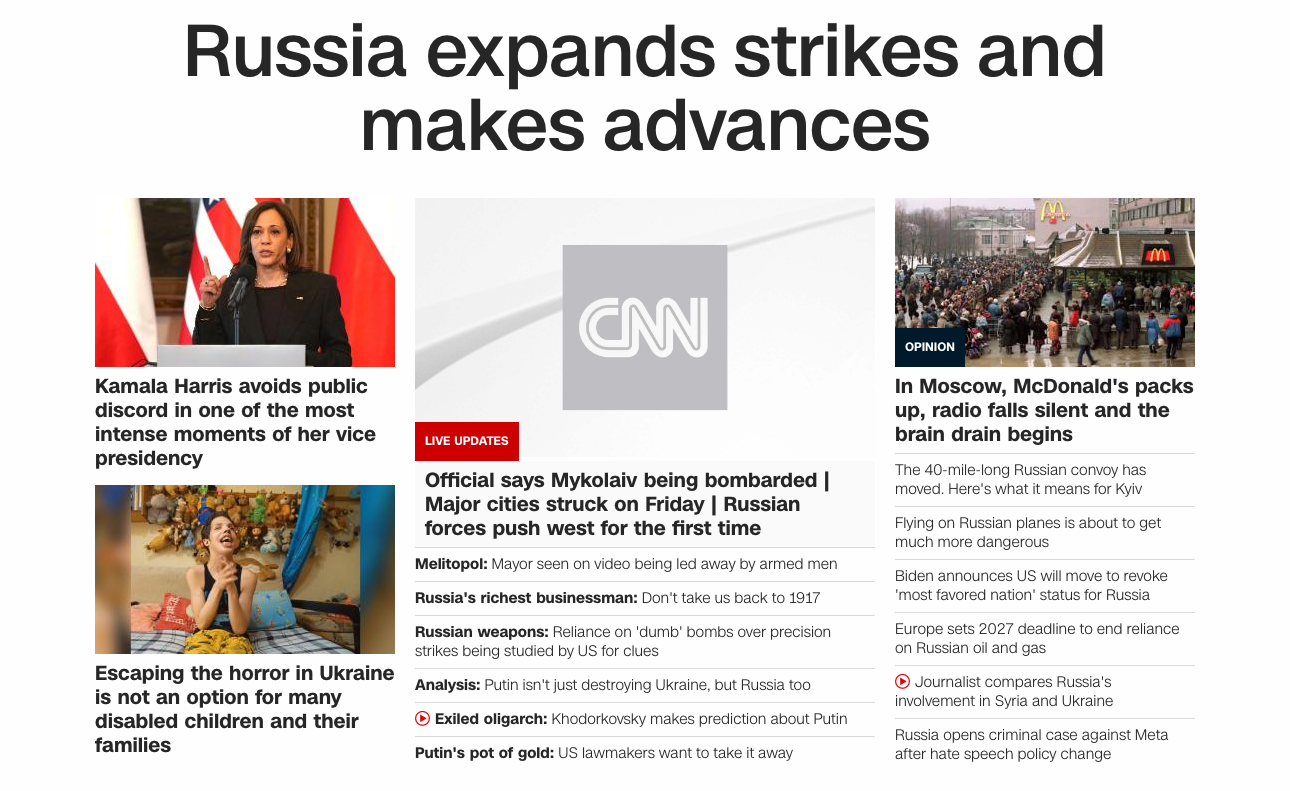 Russia expands strikes and
makes advances
Kamala Harris avoids public
discord in one of the most
intense moments of her vice
presidency
Escaping the horror in Ukraine
is not an option for many
disabled children and their
families
CNN
LIVE UPDATES
Official says Mykolaiv being bombarded |
Major cities struck on Friday | Russian
forces push west for the first time
Melitopol: Mayor seen on video being led away by armed men
Russia's richest businessman: Don't take us back to 1917
Russian weapons: Reliance on 'dumb' bombs over precision
strikes being studied by US for clues
Analysis: Putin isn't just destroying Ukraine, but Russia too
Exiled oligarch: Khodorkovsky makes prediction about Putin
Putin's pot of gold: US lawmakers want to take it away
OPINION
In Moscow, McDonald's packs
up, radio falls silent and the
brain drain begins
The 40-mile-long Russian convoy has
moved. Here's what it means for Kyiv
Flying on Russian planes is about to get
much more dangerous
Biden announces US will move to revoke
'most favored nation' status for Russia
Europe sets 2027 deadline to end reliance
on Russian oil and gas
Journalist compares Russia's
involvement in Syria and Ukraine
Russia opens criminal case against Meta
after hate speech policy change